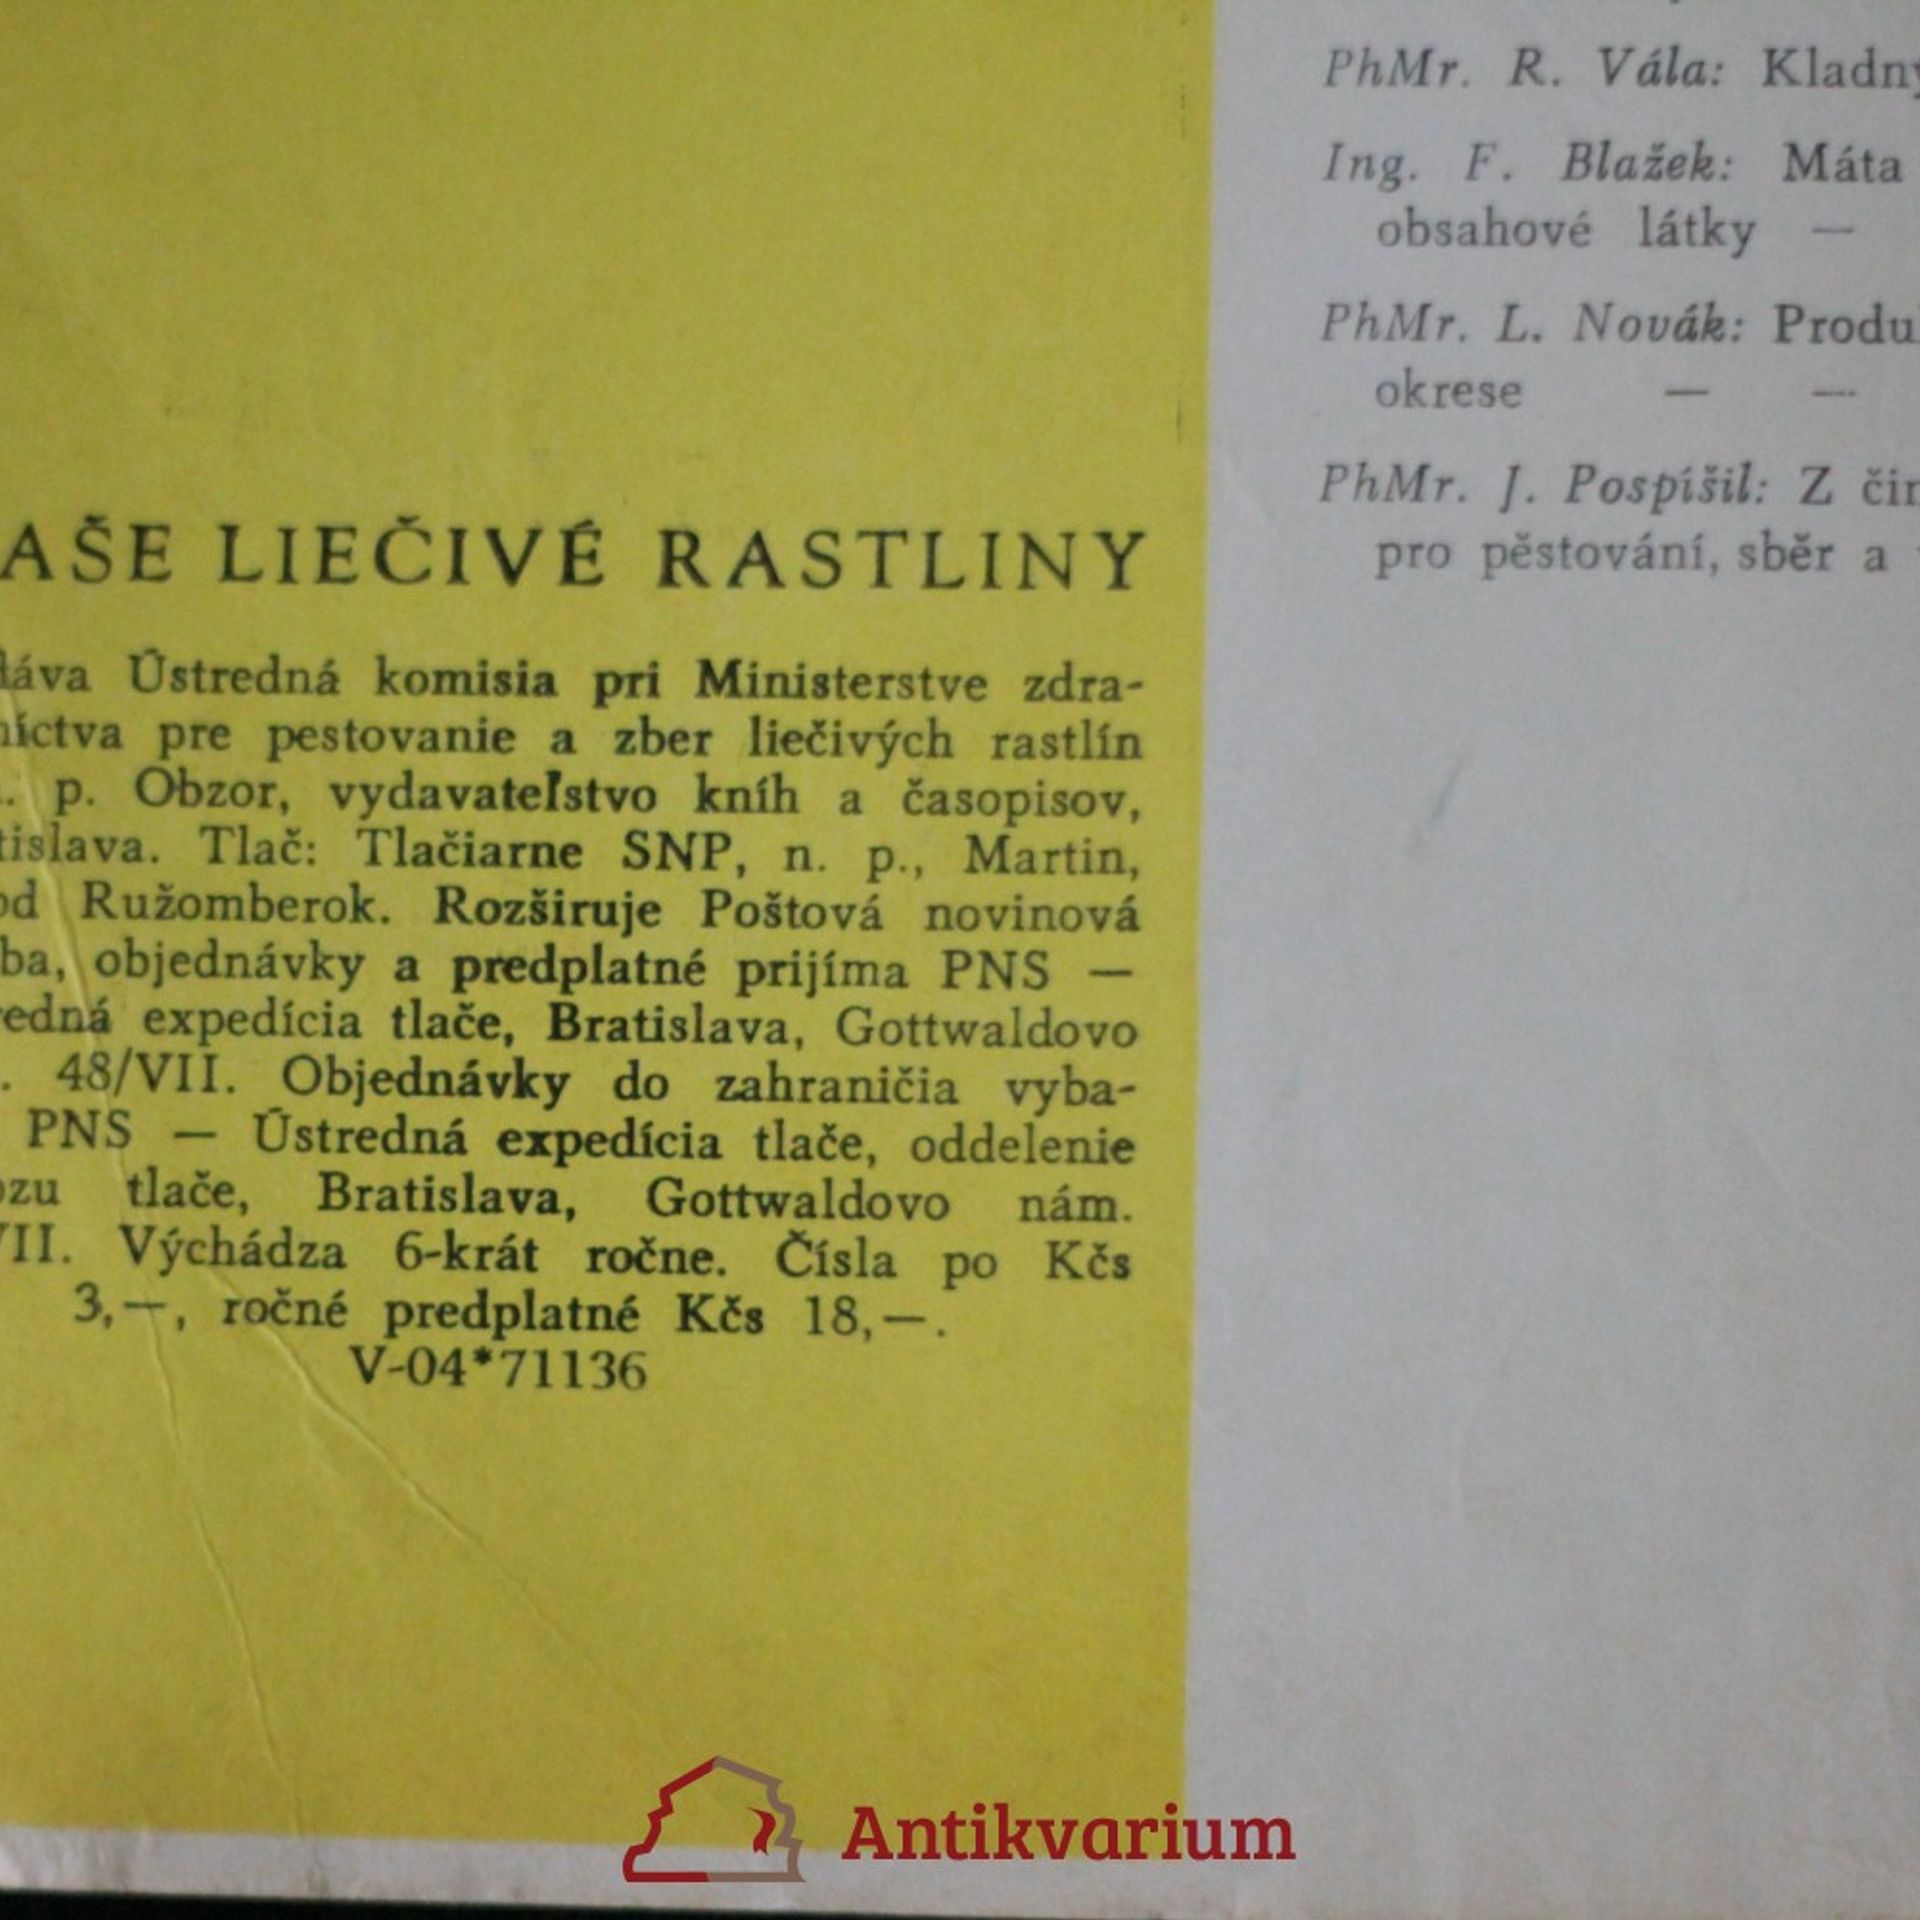 AŠE LIEČIVÉ RASTLINY
dáva Ústredná komisia pri Ministerstve zdra-
níctva pre pestovanie a zber liečivých rastlín
p. Obzor, vydavateľstvo kníh a časopisov,
tislava. Tlač: Tlačiarne SNP, n. p., Martin,
od Ružomberok. Rozširuje Poštová novinová
ba, objednávky a predplatné prijíma PNS —
redná expedícia tlače, Bratislava, Gottwaldovo
. 48/VII. Objednávky do zahraničia vyba-
PNS — Ústredná expedícia tlače, oddelenie
ozu tlače, Bratislava, Gottwaldovo nám.
VII. Výchádza 6-krát ročne. Čísla po Kčs
3,—, ročné predplatné Kčs 18,—.
V-04*71136
PhMr. R. Vála: Kladný
Ing. F. Blažek: Máta
obsahové látky —
PhMr. L. Novák: Produ
okrese — —
PhMr. J. Pospíšil: Z čin
pro pěstování, sběr a
Antikvarium